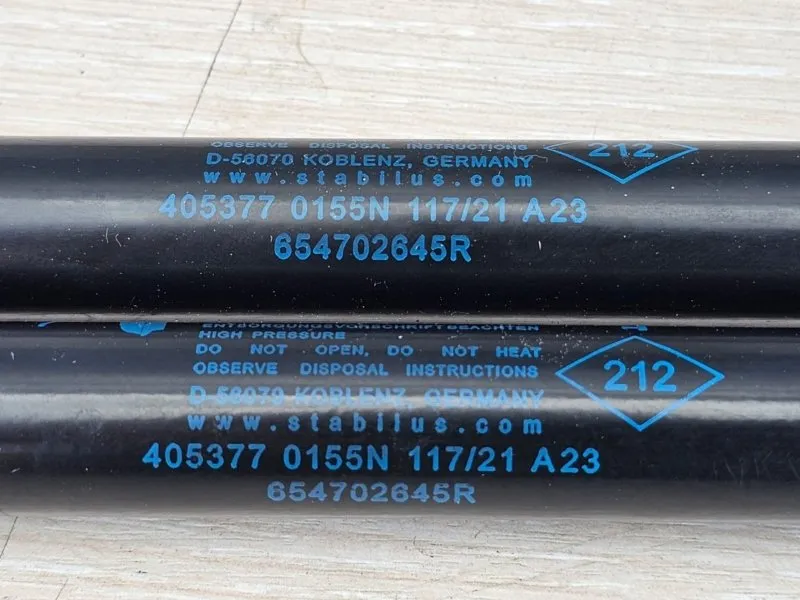 OBSERVE DISPOSAL INSTRUCTIONS
D-56070 KOBLENZ, GERMANY
www.stabilus.com
212
405377 0155N 117/21 A23
654702645R
ENTSORGUNGSVORSCHRIFT BEACHTEN
HIGH PRESSURE
DO NOT OPEN, DO NOT HEAT
OBSERVE DISPOSAL INSTRUCTIONS
D-56070 KOBLENZ, GERMANY
www.stabilus.com
212
405377 0155N 117/21 A23
654702645R